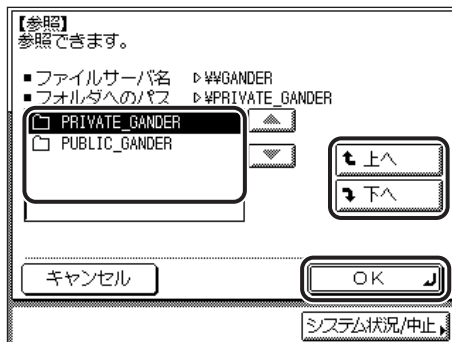 【参照】
参照できます。
■ファイルサーバ名 ▷¥¥GANDER
■フォルダへのパス ▷¥PRIVATE_GANDER
PRIVATE_GANDER
PUBLIC_GANDER
上へ
下へ
キャンセル
OK
システム状況/中止